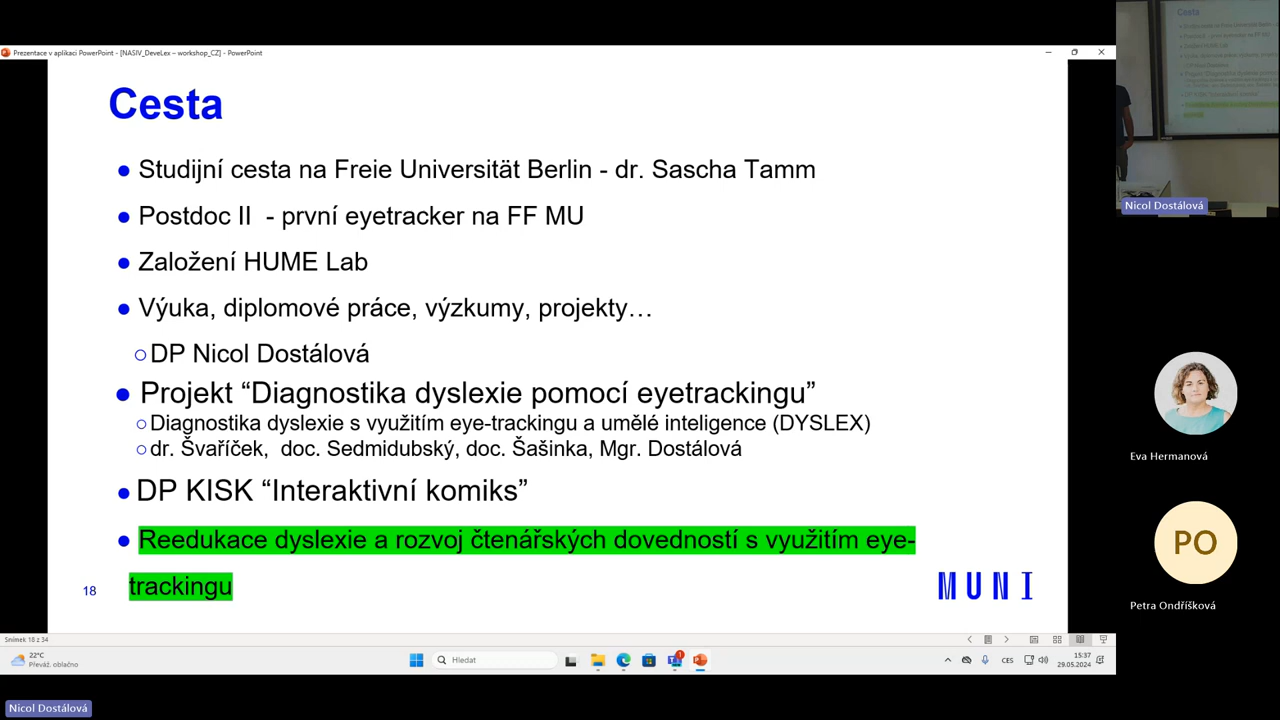 Prezentace v aplikaci PowerPoint - [NASIV_DeveLex – workshop_CZ] - PowerPoint
Cesta
● Studijní cesta na Freie Universität Berlin - dr. Sascha Tamm
● Postdoc II - první eyetracker na FF MU
● Založení HUME Lab
● Výuka, diplomové práce, výzkumy, projekty…
○ DP Nicol Dostálová
● Projekt “Diagnostika dyslexie pomocí eyetrackingu”
○ Diagnostika dyslexie s využitím eye-trackingu a umělé inteligence (DYSLEX)
○ dr. Švaříček, doc. Sedmidubský, doc. Šašinka, Mgr. Dostálová
● DP KISK “Interaktivní komiks”
● Reedukace dyslexie a rozvoj čtenářských dovedností s využitím eye-
trackingu
18
MUNI
Snímek 18 z 34
22°C
Převáž. oblačno
Hledat
1
CES
15:37
29.05.2024
Cesta
Nicol Dostálová
Eva Hermanová
PO
Petra Ondříšková
Nicol Dostálová